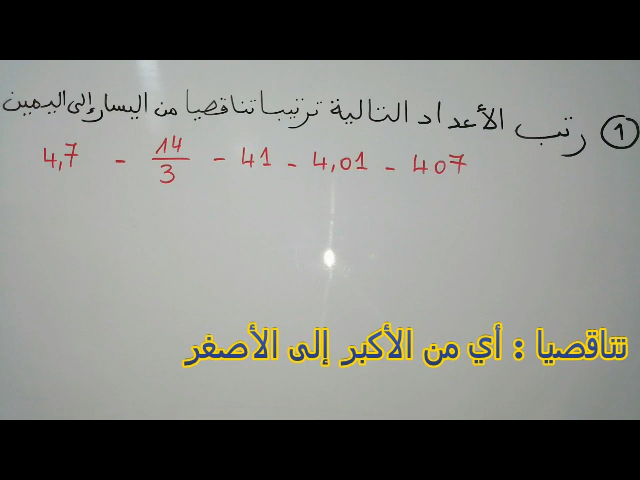 ① رتب الأعداد التالية ترتيبا تناقصيا من اليسار إلى اليمين
4,7 - 14/3 - 41 - 4,01 - 407
تناقصيا : أي من الأكبر إلى الأصغر